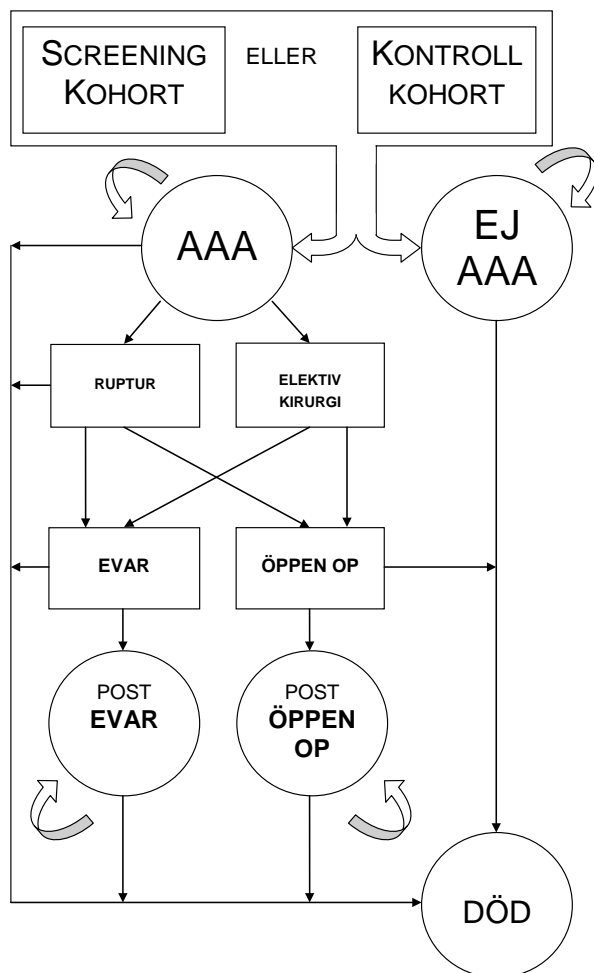 SCREENING ELLER KONTROLL
KOHORT KOHORT
AAA
EJ
AAA
RUPTUR
ELEKTIV
KIRURGI
EVAR
ÖPPEN OP
POST
EVAR
POST
ÖPPEN
OP
DÖD